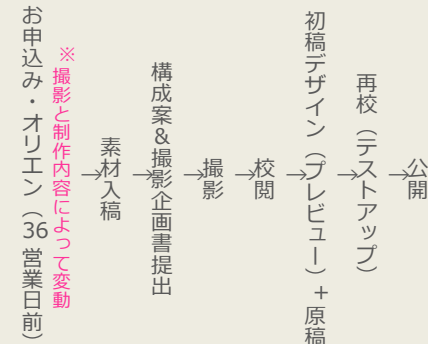 お申込み・オリエン（36営業日前）
※撮影と制作内容によって変動
→
素材入稿
→
構成案＆撮影企画書提出
→
撮影
→
校閲
→
初稿デザイン（プレビュー）＋原稿
→
再校（テストアップ）
→
公開